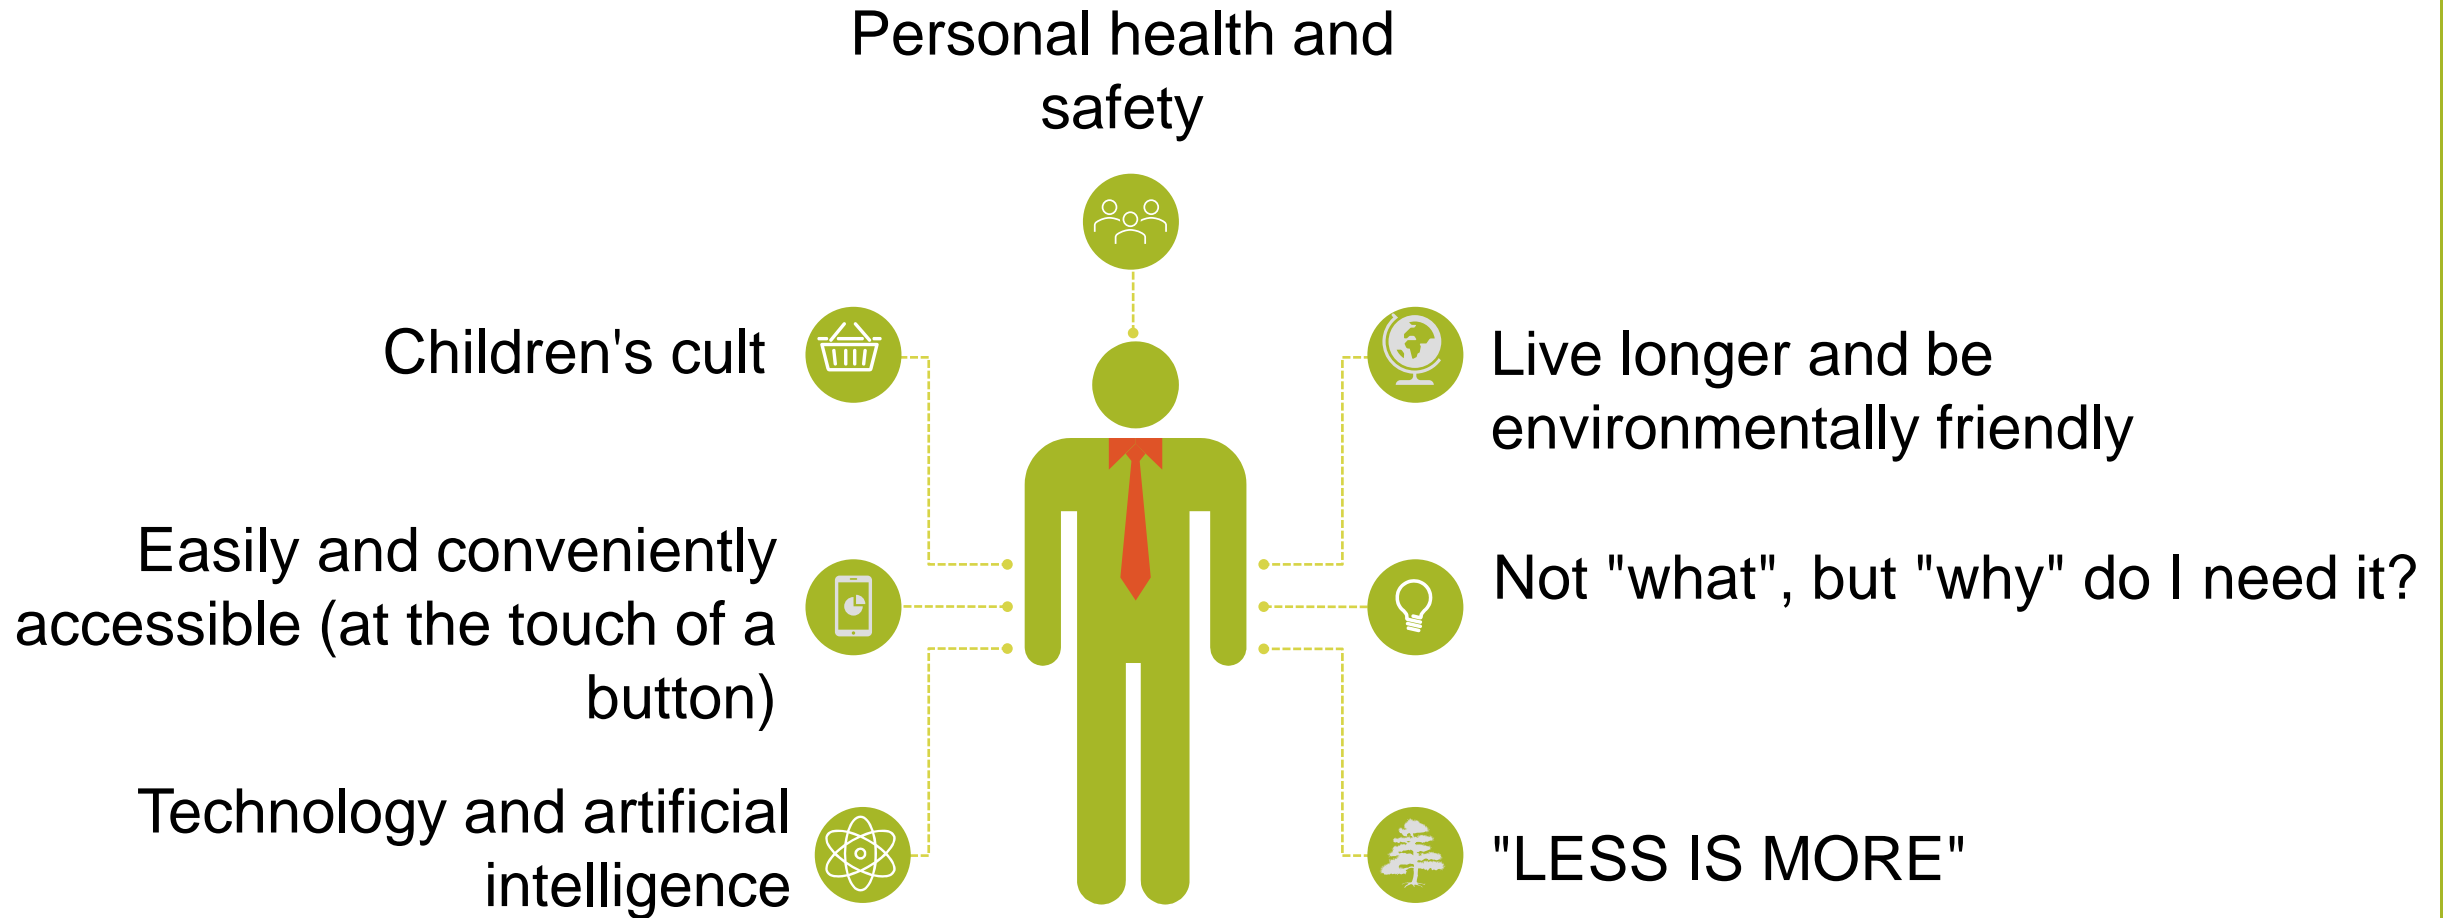 Personal health and
safety
Children's cult
Live longer and be
environmentally friendly
Easily and conveniently
accessible (at the touch of a
button)
Not "what", but "why" do I need it?
Technology and artificial
intelligence
"LESS IS MORE"